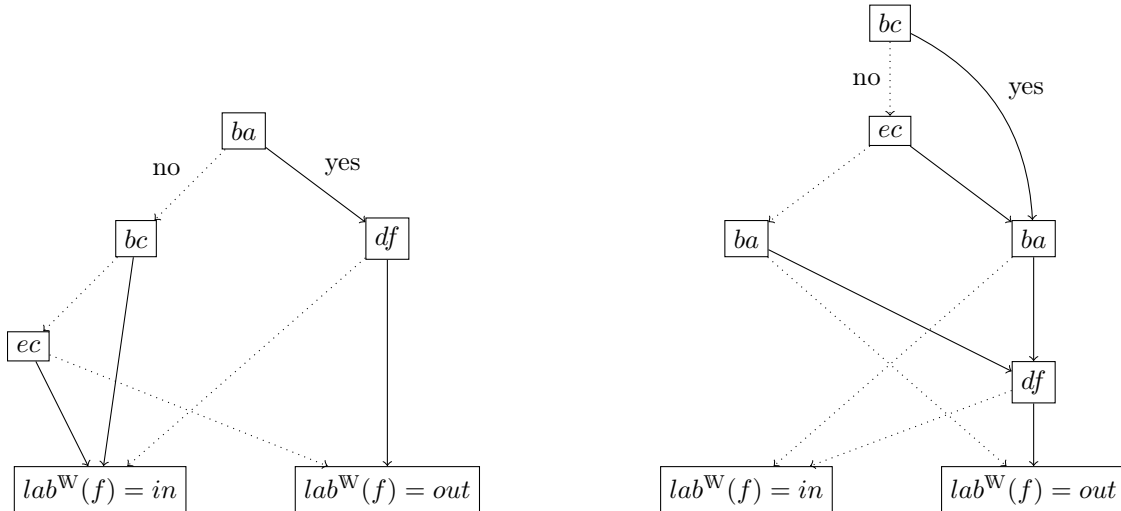 bc
no
yes
ba
ec
no
yes
bc
df
ba
ba
ec
df
lab^𝕎(f) = in
lab^𝕎(f) = out
lab^𝕎(f) = in
lab^𝕎(f) = out